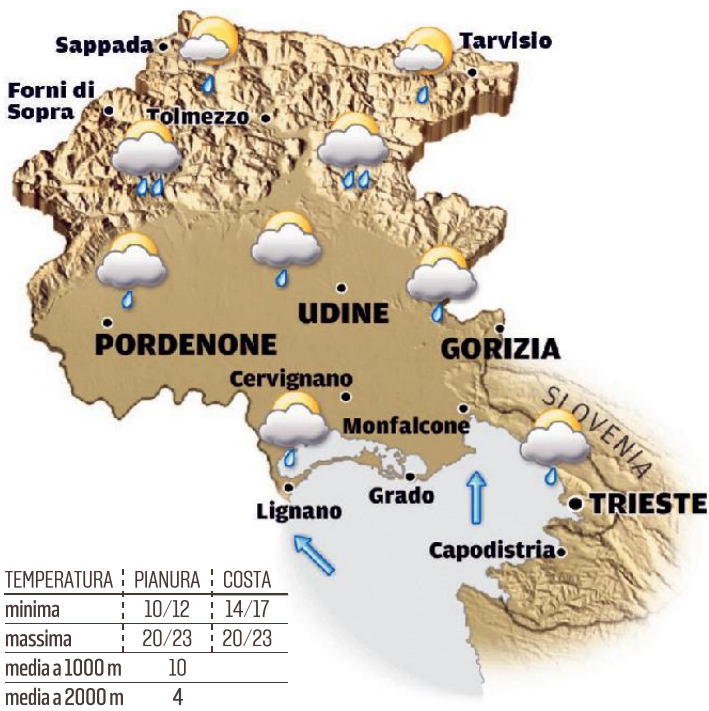 Sappada
Tarvisio
Forni di
Sopra
Tolmezzo
UDINE
PORDENONE
GORIZIA
Cervignano
SLOVENIA
Monfalcone
Grado
Lignano
TRIESTE
Capodistria
TEMPERATURA PIANURA COSTA
minima 10/12 14/17
massima 20/23 20/23
media a 1000 m 10
media a 2000 m 4